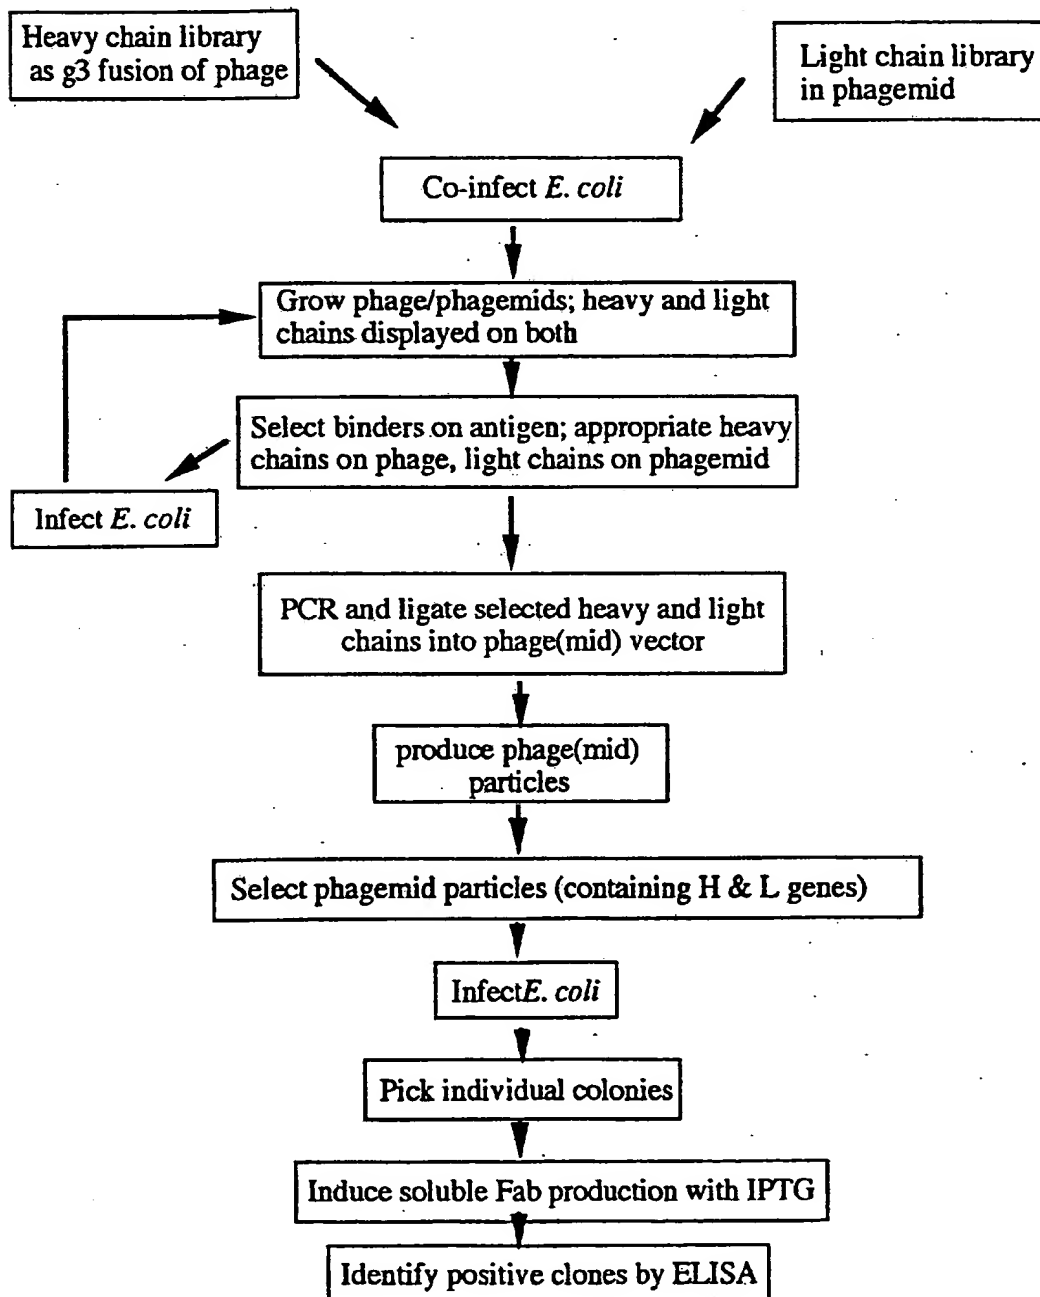 Heavy chain library
as g3 fusion of phage
Light chain library
in phagemid
Co-infect E. coli
Grow phage/phagemids; heavy and light
chains displayed on both
Select binders on antigen; appropriate heavy
chains on phage, light chains on phagemid
Infect E. coli
PCR and ligate selected heavy and light
chains into phage(mid) vector
produce phage(mid)
particles
Select phagemid particles (containing H & L genes)
InfectE. coli
Pick individual colonies
Induce soluble Fab production with IPTG
Identify positive clones by ELISA